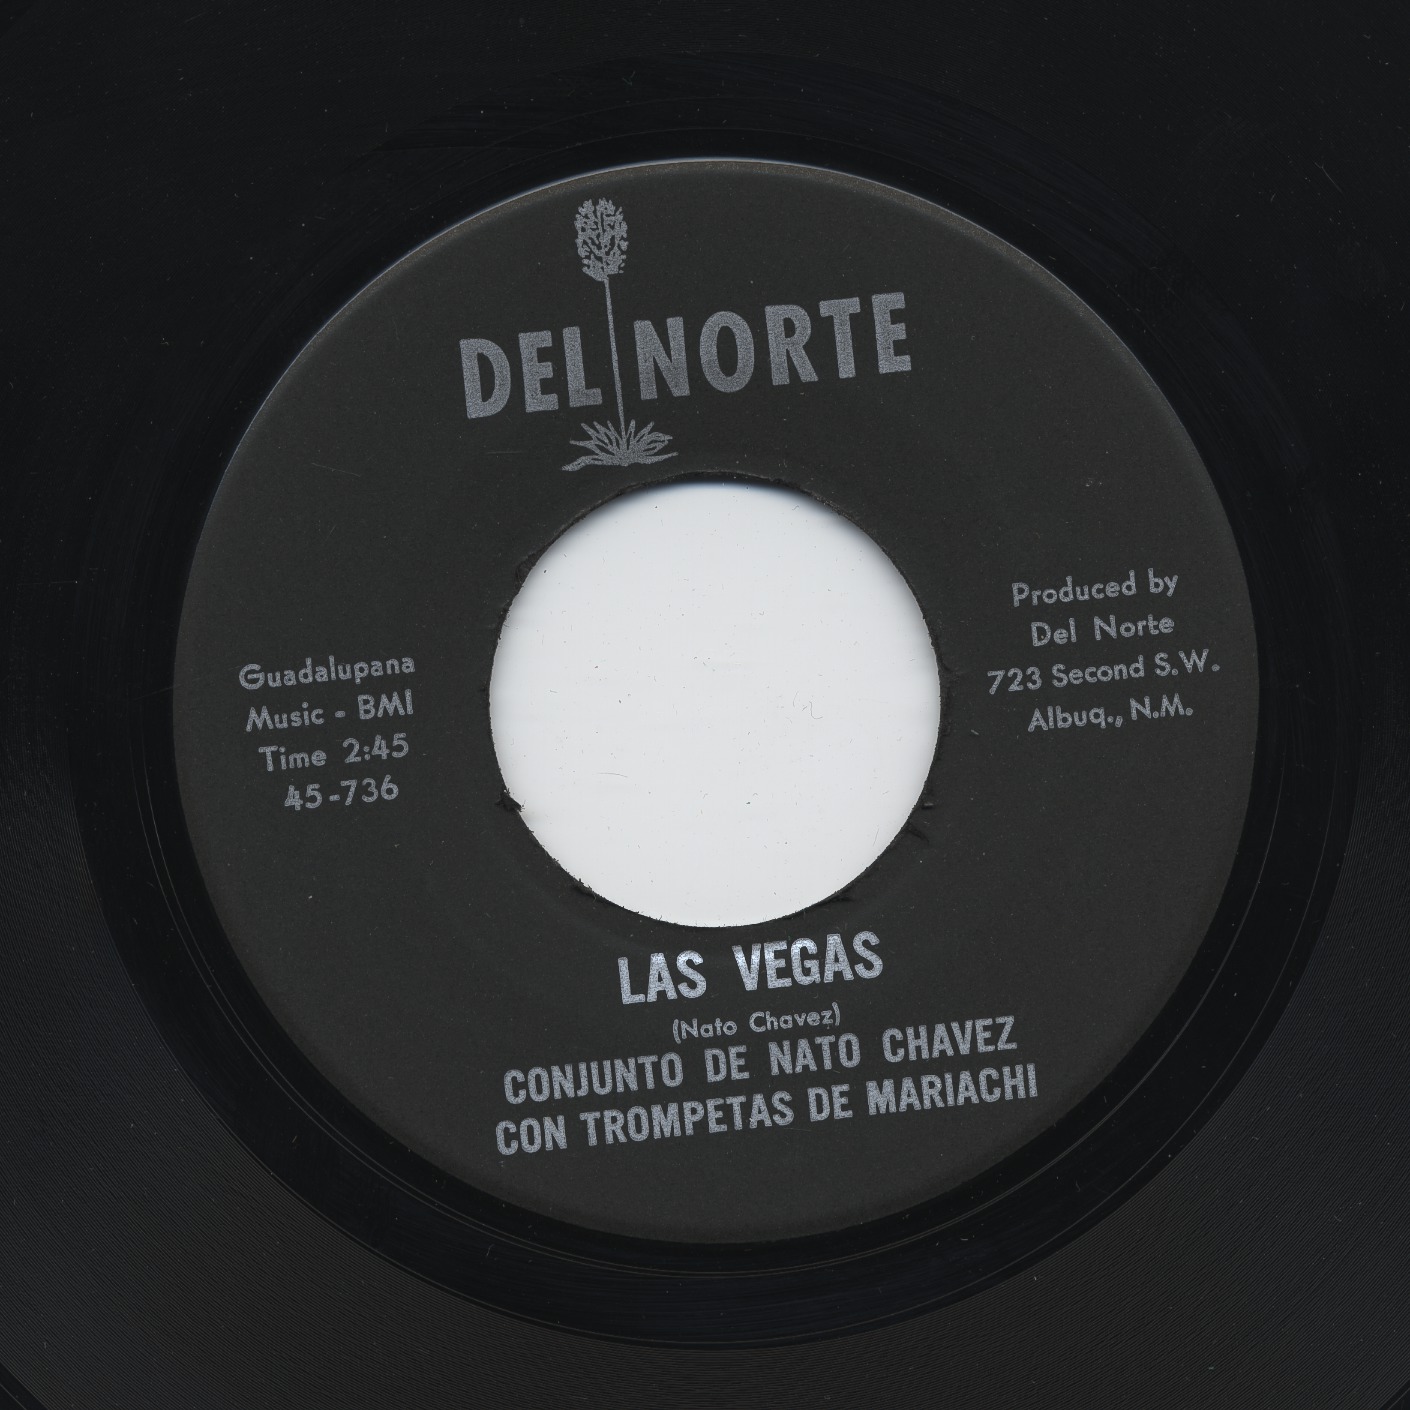 DEL NORTE
Guadalupana
Music - BMI
Time 2:45
45-736
Produced by
Del Norte
723 Second S.W.
Albuq., N.M.
LAS VEGAS
(Nato Chavez)
CONJUNTO DE NATO CHAVEZ
CON TROMPETAS DE MARIACHI